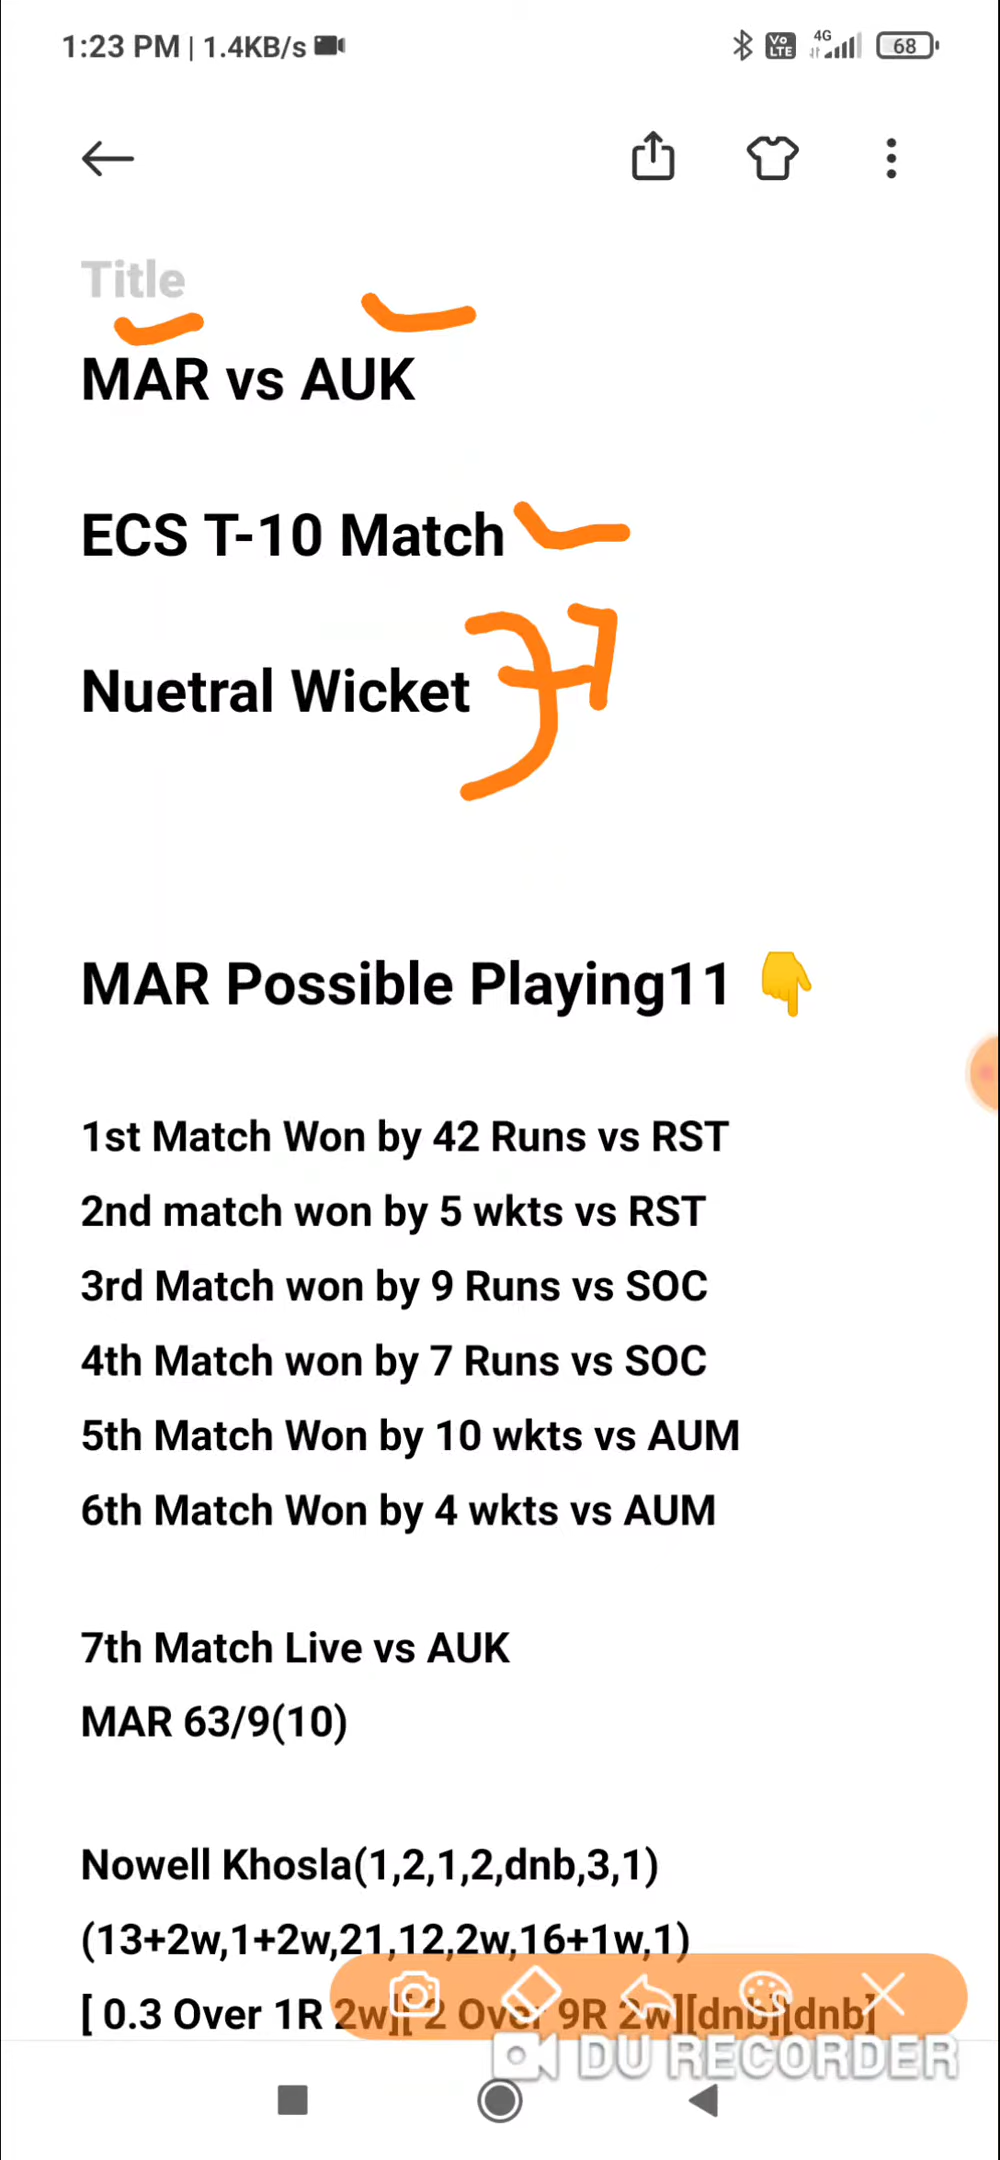 1:23 PM | 1.4KB/s
Vo LTE 4G 68
Title
MAR vs AUK
ECS T-10 Match
Nuetral Wicket
MAR Possible Playing11 👇
1st Match Won by 42 Runs vs RST
2nd match won by 5 wkts vs RST
3rd Match won by 9 Runs vs SOC
4th Match won by 7 Runs vs SOC
5th Match Won by 10 wkts vs AUM
6th Match Won by 4 wkts vs AUM
7th Match Live vs AUK
MAR 63/9(10)
Nowell Khosla(1,2,1,2,dnb,3,1)
(13+2w,1+2w,21,12,2w,16+1w,1)
[ 0.3 Over 1R 2w][ 2 Over 9R 2w][dnb][dnb]
DU RECORDER